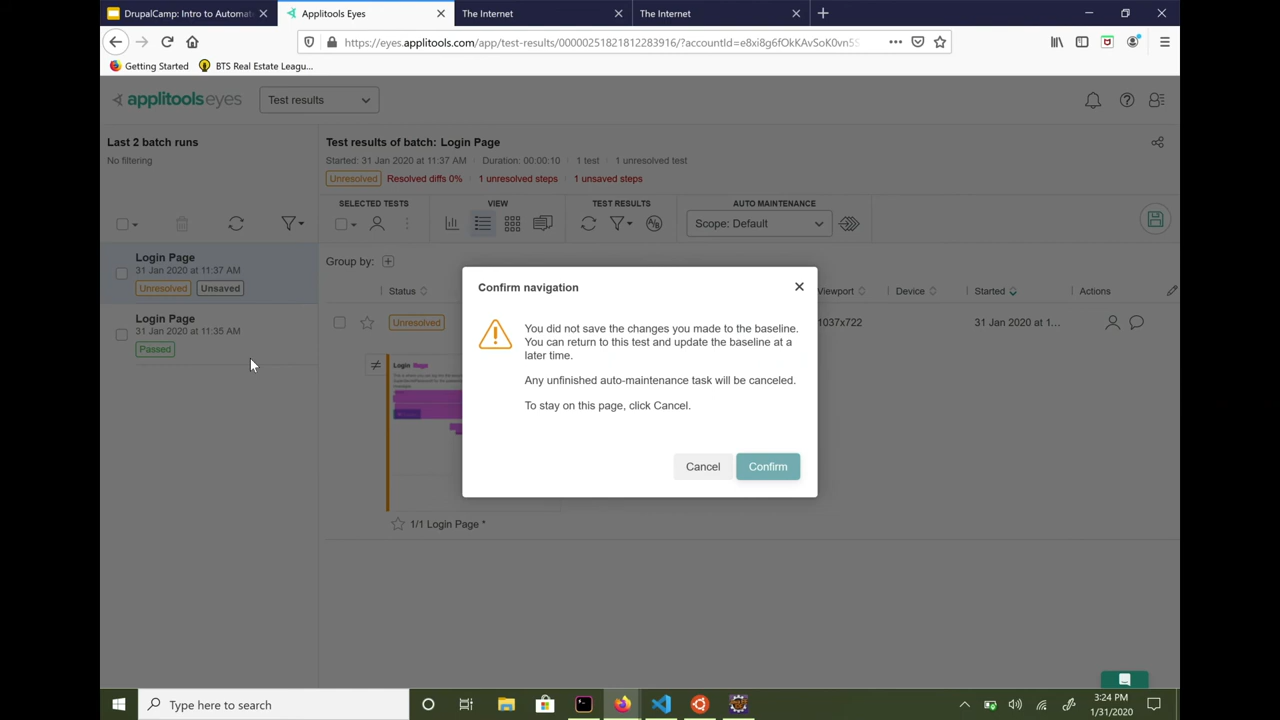 DrupalCamp: Intro to Automat
Applitools Eyes
The Internet
The Internet
https://eyes.applitools.com/app/test-results/00000251821812283916/?accountId=e8xi8g6fOkKAvSoK0vn5S
Getting Started
BTS Real Estate Leagu...
applitools eyes
Test results
Last 2 batch runs
No filtering
Test results of batch: Login Page
Started: 31 Jan 2020 at 11:37 AM
Duration: 00:00:10
1 test
1 unresolved test
Unresolved
Resolved diffs 0%
1 unresolved steps
1 unsaved steps
SELECTED TESTS
VIEW
TEST RESULTS
AUTO MAINTENANCE
Scope: Default
Login Page
31 Jan 2020 at 11:37 AM
Unresolved
Unsaved
Login Page
31 Jan 2020 at 11:35 AM
Passed
Group by:
Status
Viewport
Device
Started
Actions
Unresolved
1037x722
31 Jan 2020 at 1...
Login Page
1/1 Login Page *
Confirm navigation
You did not save the changes you made to the baseline.
You can return to this test and update the baseline at a
later time.
Any unfinished auto-maintenance task will be canceled.
To stay on this page, click Cancel.
Cancel
Confirm
Type here to search
3:24 PM
1/31/2020